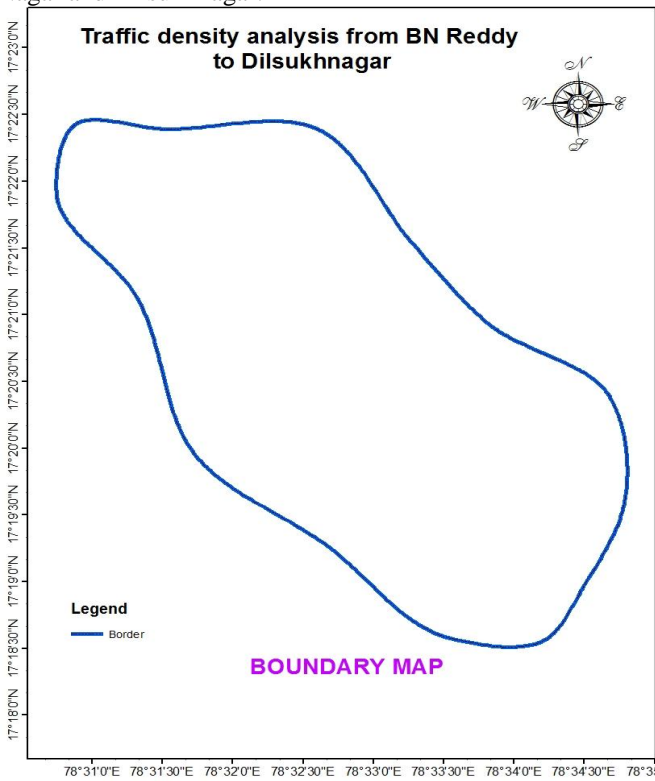 Traffic density analysis from BN Reddy
to Dilsukhnagar
N
W E
S
17°23'0"N
17°22'30"N
17°22'0"N
17°21'30"N
17°21'0"N
17°20'30"N
17°20'0"N
17°19'30"N
17°19'0"N
17°18'30"N
17°18'0"N
Legend
Border
BOUNDARY MAP
78°31'0"E 78°31'30"E 78°32'0"E 78°32'30"E 78°33'0"E 78°33'30"E 78°34'0"E 78°34'30"E